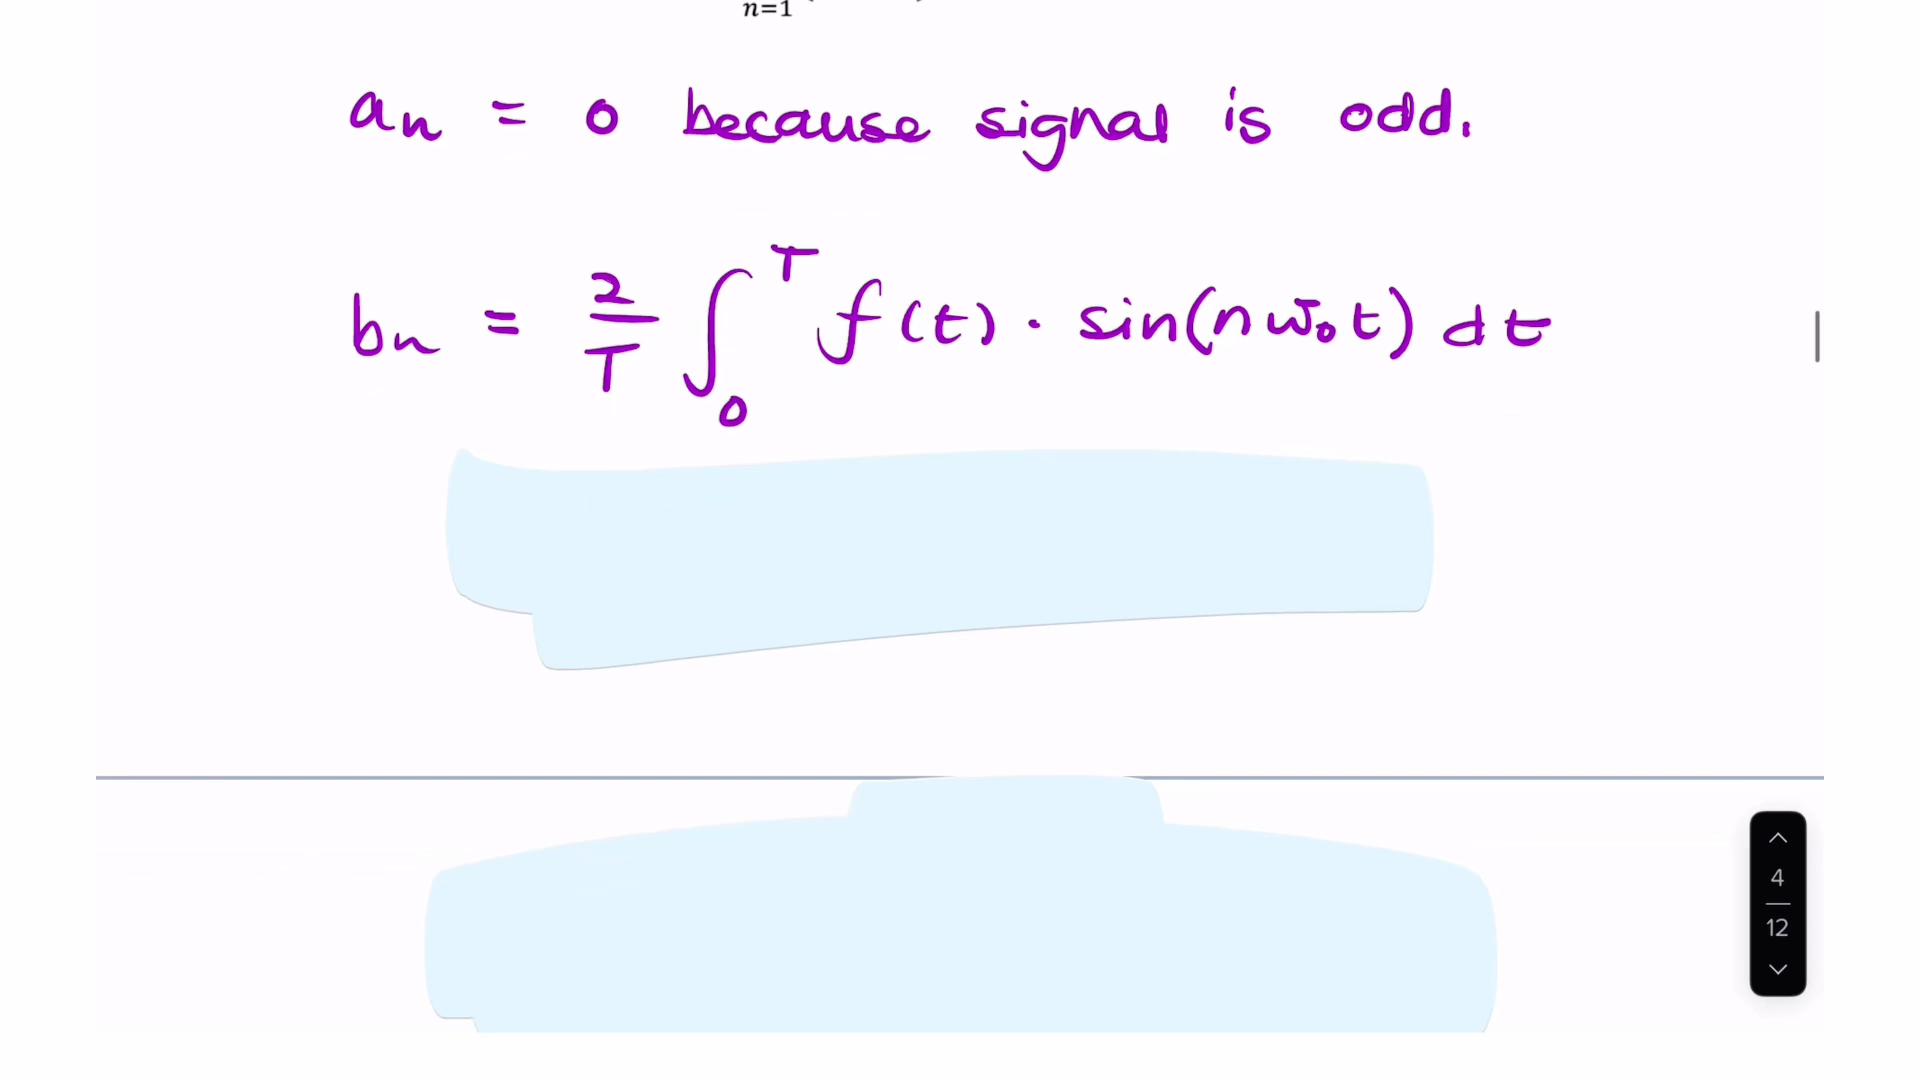 n=1
aₙ = 0 because signal is odd.
bₙ = 2/T ∫₀ᵀ f(t) · sin(nω₀t) dt
4
12